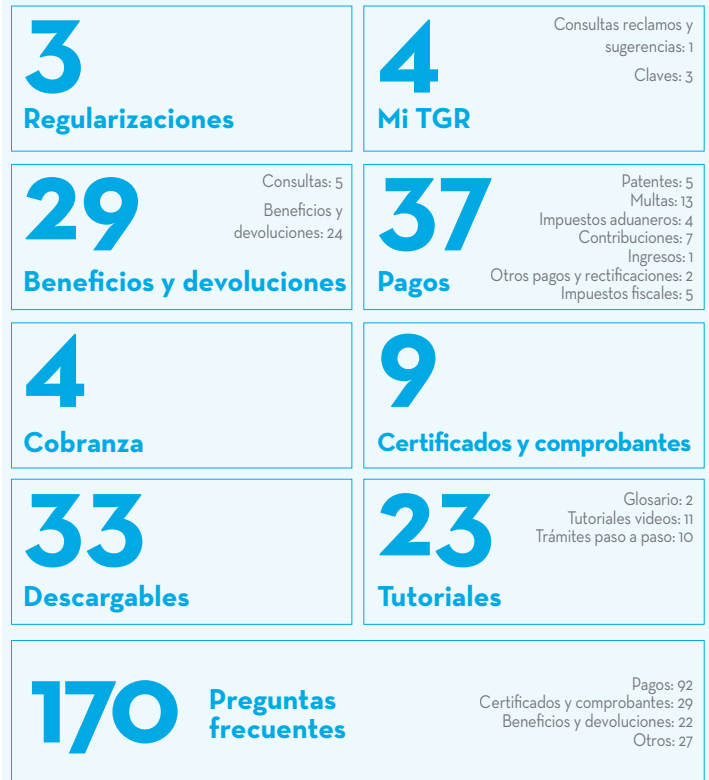 3
Regularizaciones
4
Mi TGR
Consultas reclamos y
sugerencias: 1
Claves: 3
29
Beneficios y devoluciones
Consultas: 5
Beneficios y
devoluciones: 24
37
Pagos
Patentes: 5
Multas: 13
Impuestos aduaneros: 4
Contribuciones: 7
Ingresos: 1
Otros pagos y rectificaciones: 2
Impuestos fiscales: 5
4
Cobranza
9
Certificados y comprobantes
33
Descargables
23
Tutoriales
Glosario: 2
Tutoriales videos: 11
Trámites paso a paso: 10
170
Preguntas
frecuentes
Pagos: 92
Certificados y comprobantes: 29
Beneficios y devoluciones: 22
Otros: 27